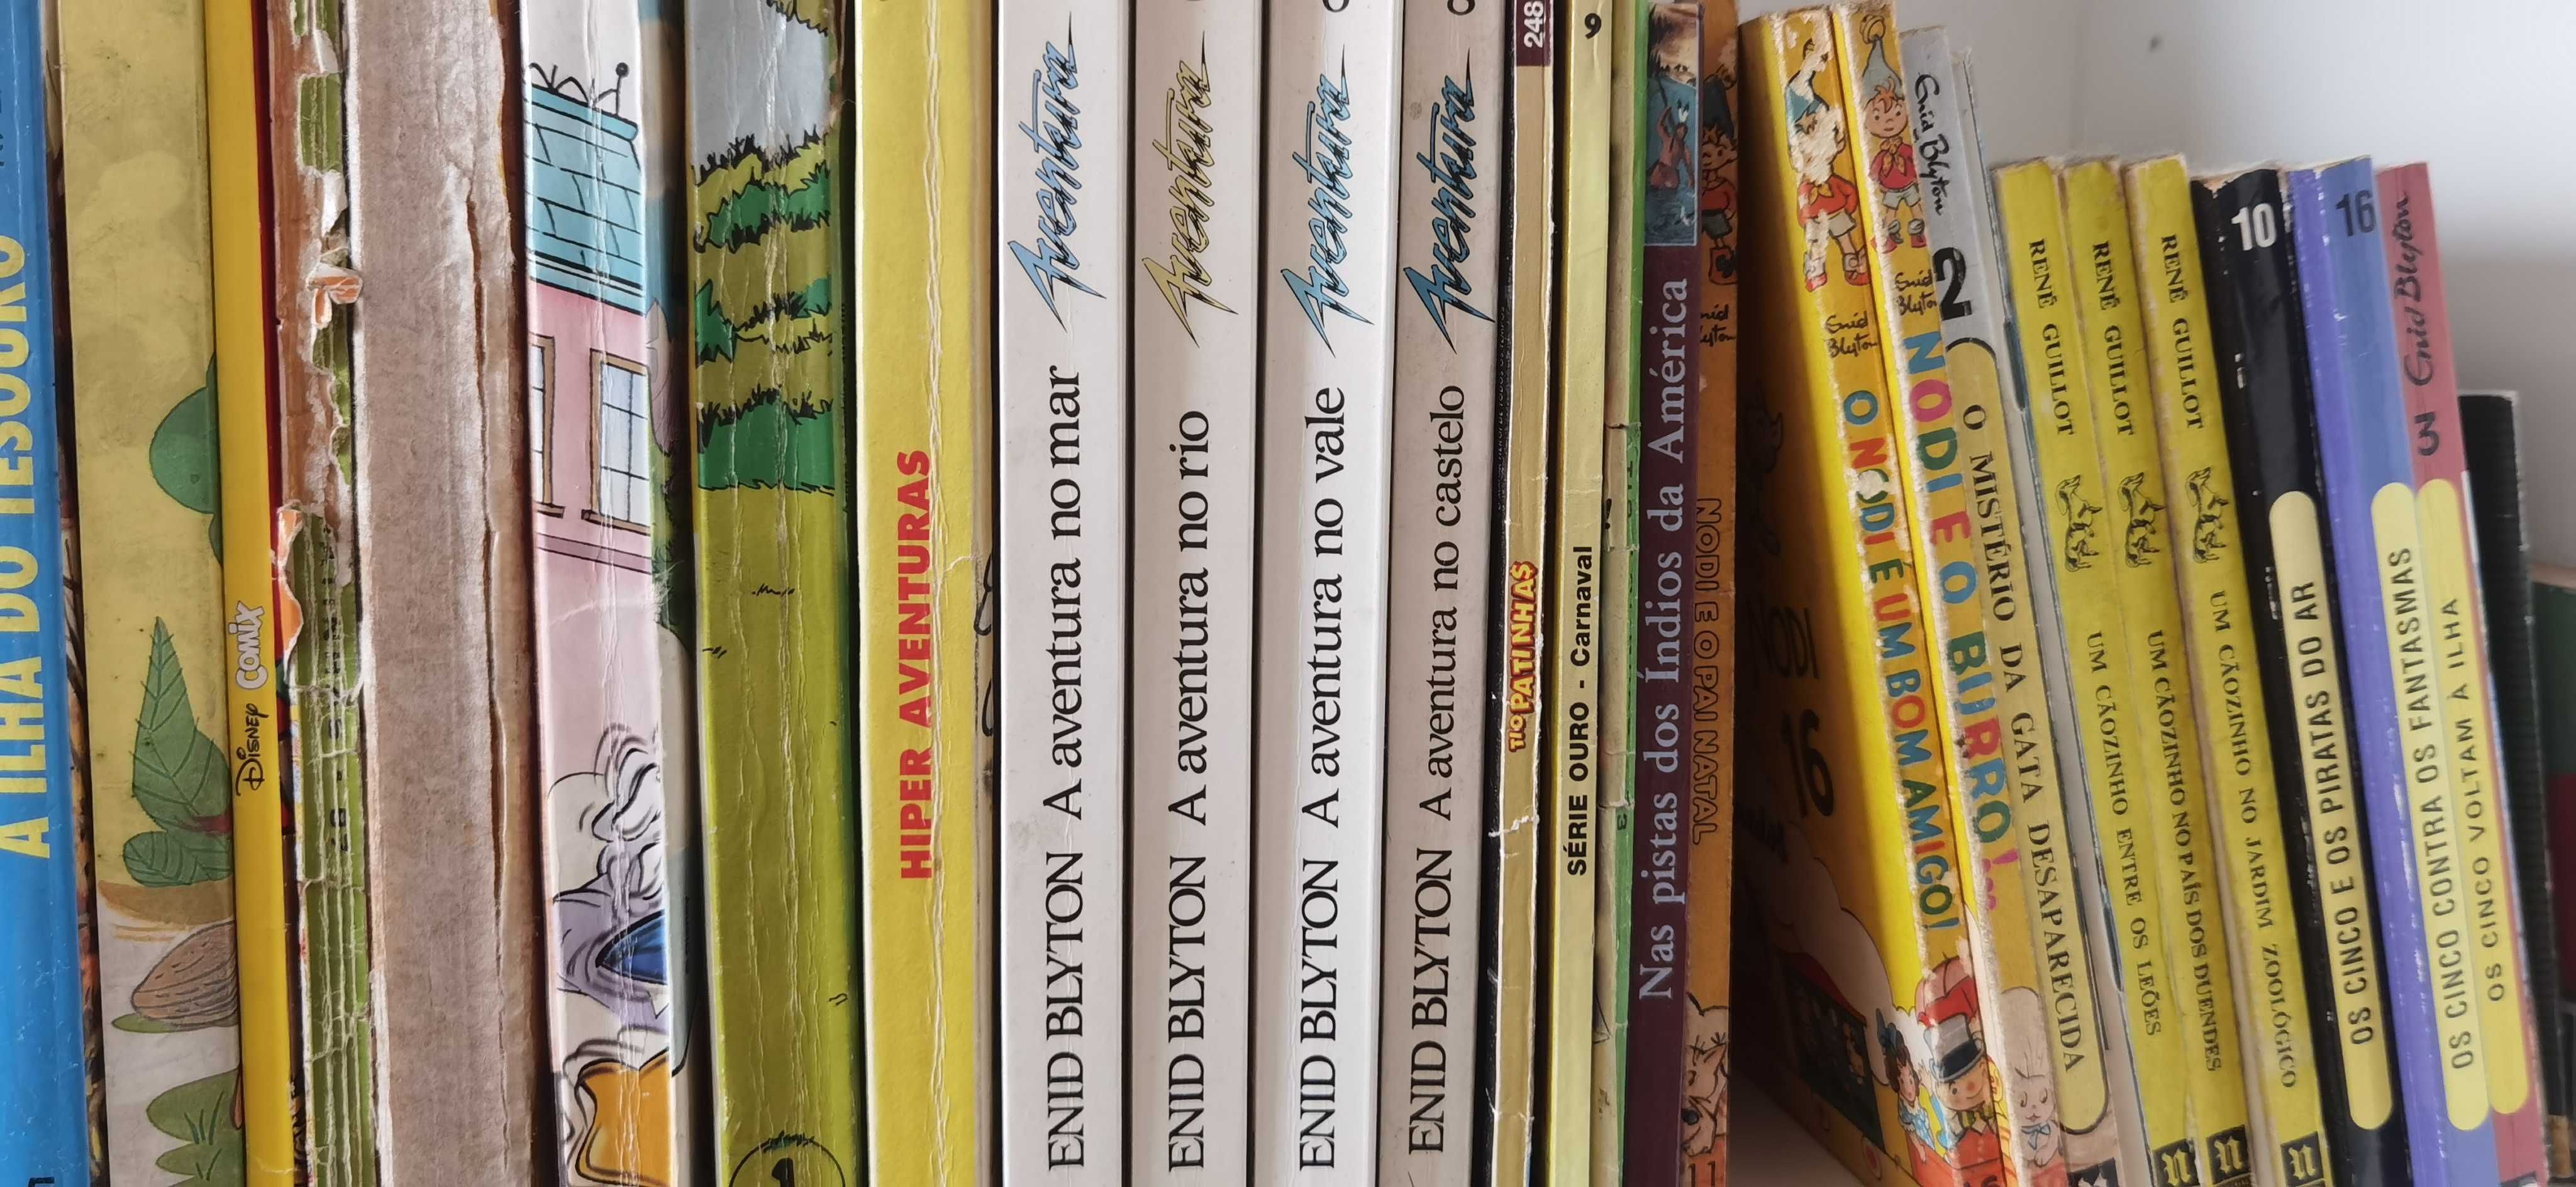 A ILHA DO TESOURO
DISNEY COMIX
HIPER AVENTURAS
1
ENID BLYTON A aventura no mar Aventura
ENID BLYTON A aventura no rio Aventura
ENID BLYTON A aventura no vale Aventura
ENID BLYTON A aventura no castelo Aventura
TIO PATINHAS 248
SÉRIE OURO - Carnaval 9
Nas pistas dos Índios da América
Enid Blyton NODI E O PAI NATAL
16
Enid Blyton O NODI É UM BOM AMIGO!
Enid Blyton NODI E O BURRO!...
Enid Blyton 2 O MISTÉRIO DA GATA DESAPARECIDA
RENÉ GUILLOT UM CÃOZINHO ENTRE OS LEÕES n
RENÉ GUILLOT UM CÃOZINHO NO PAÍS DOS DUENDES n
RENÉ GUILLOT UM CÃOZINHO NO JARDIM ZOOLÓGICO n
10 OS CINCO E OS PIRATAS DO AR
16 OS CINCO CONTRA OS FANTASMAS
Enid Blyton 3 OS CINCO VOLTAM À ILHA